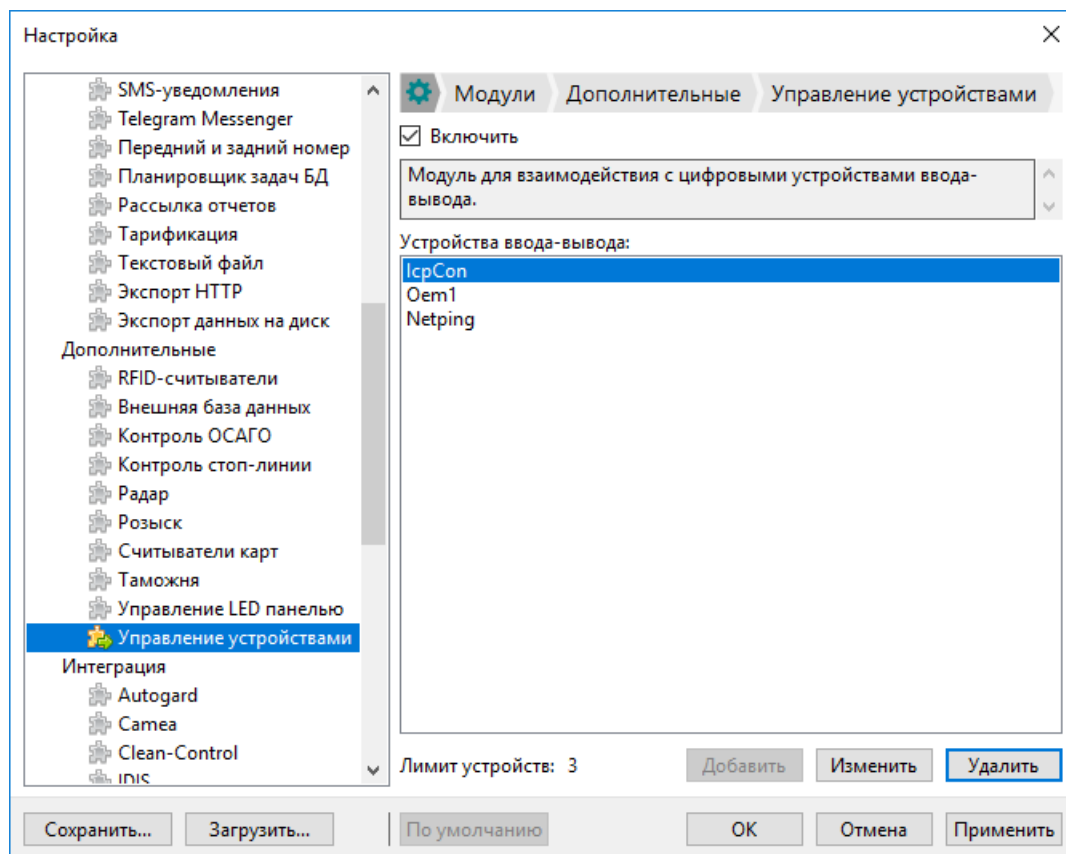 Настройка
SMS-уведомления
Telegram Messenger
Передний и задний номер
Планировщик задач БД
Рассылка отчетов
Тарификация
Текстовый файл
Экспорт HTTP
Экспорт данных на диск
Дополнительные
RFID-считыватели
Внешняя база данных
Контроль ОСАГО
Контроль стоп-линии
Радар
Розыск
Считыватели карт
Таможня
Управление LED панелью
Управление устройствами
Интеграция
Autogard
Camea
Clean-Control
IDIS
Модули Дополнительные Управление устройствами
Включить
Модуль для взаимодействия с цифровыми устройствами ввода-
вывода.
Устройства ввода-вывода:
IcpCon
Oem1
Netping
Лимит устройств: 3
Добавить Изменить Удалить
Сохранить... Загрузить... По умолчанию OK Отмена Применить